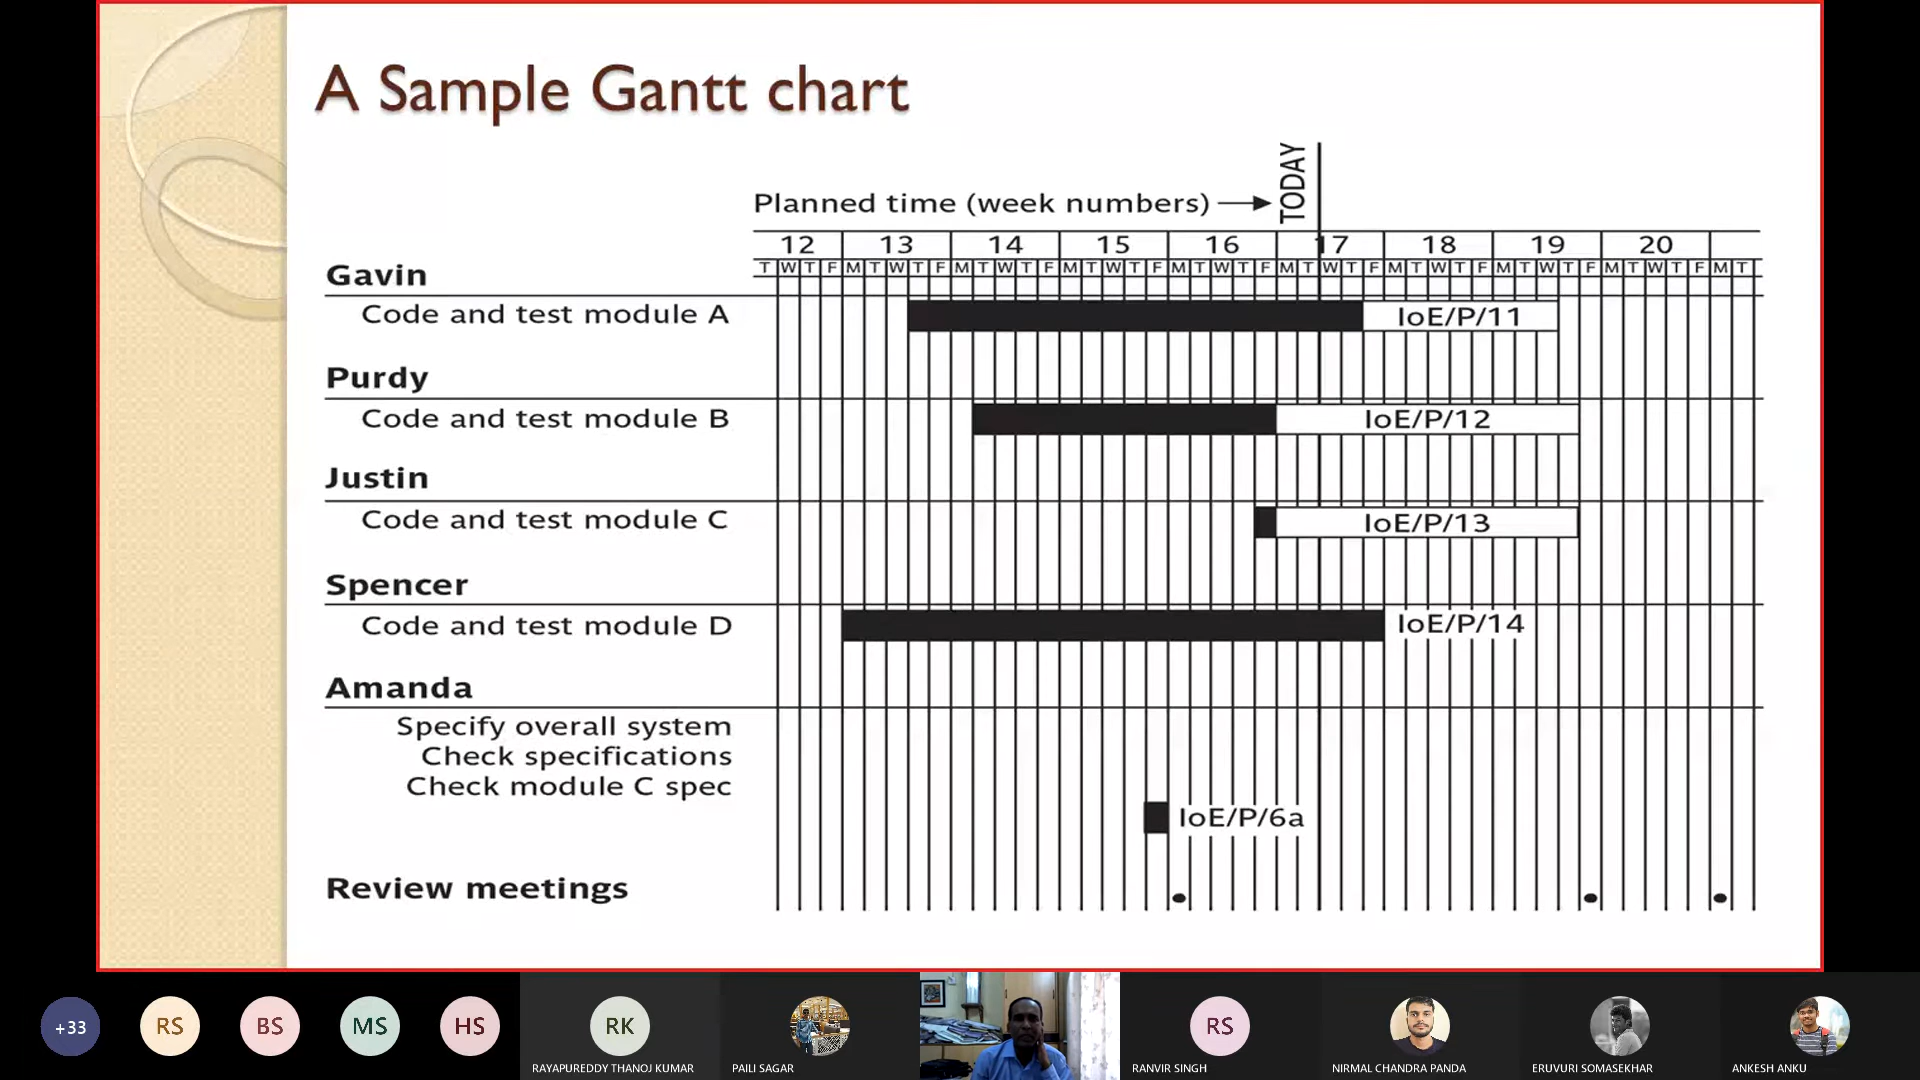 A Sample Gantt chart
TODAY
Planned time (week numbers)
12 13 14 15 16 17 18 19 20
T W T F M T W T F M T W T F M T W T F M T W T F M T W T F M T W T F M T W T F M T W T F M T
Gavin
Code and test module A IoE/P/11
Purdy
Code and test module B IoE/P/12
Justin
Code and test module C IoE/P/13
Spencer
Code and test module D IoE/P/14
Amanda
Specify overall system
Check specifications
Check module C spec
IoE/P/6a
Review meetings
+33 RS BS MS HS RK RS
RAYAPUREDDY THANOJ KUMAR PAILI SAGAR RANVIR SINGH NIRMAL CHANDRA PANDA ERUVURI SOMASEKHAR ANKESH ANKU